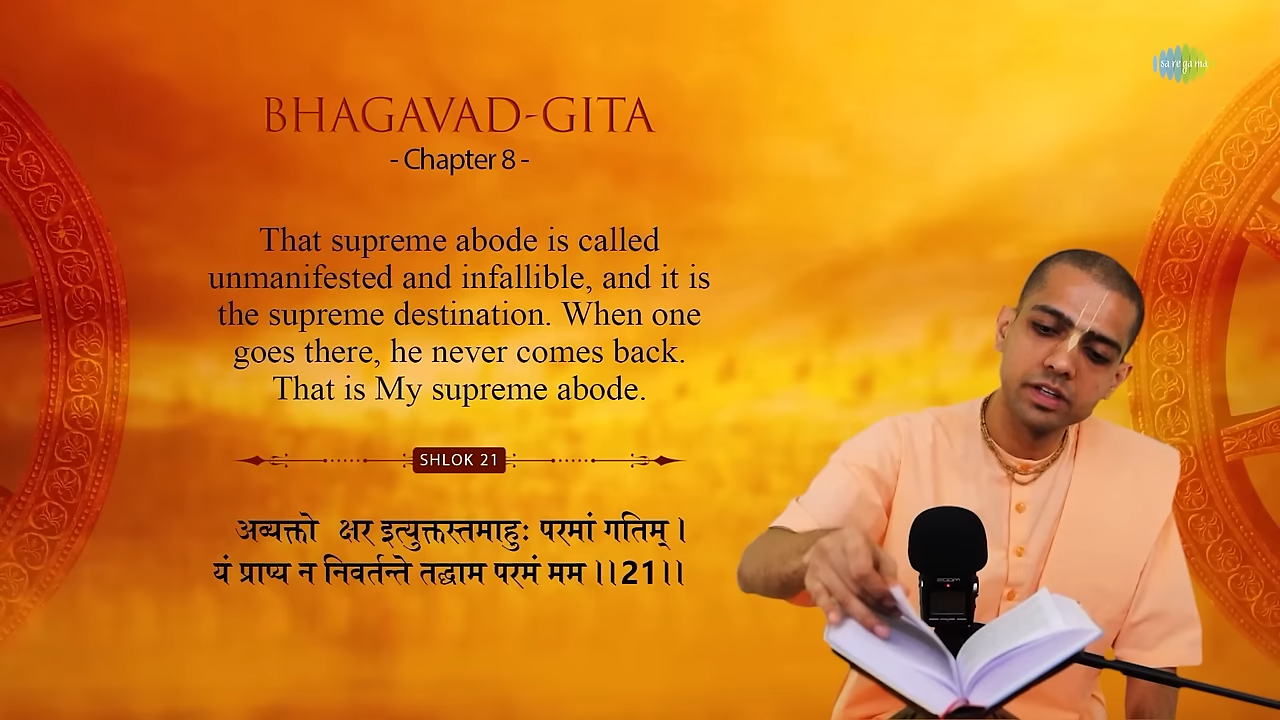 saregama
BHAGAVAD-GITA
- Chapter 8 -
That supreme abode is called
unmanifested and infallible, and it is
the supreme destination. When one
goes there, he never comes back.
That is My supreme abode.
SHLOK 21
अव्यक्तो क्षर इत्युक्तस्तमाहुः परमां गतिम् ।
यं प्राप्य न निवर्तन्ते तद्धाम परमं मम ।।21।।
zoom